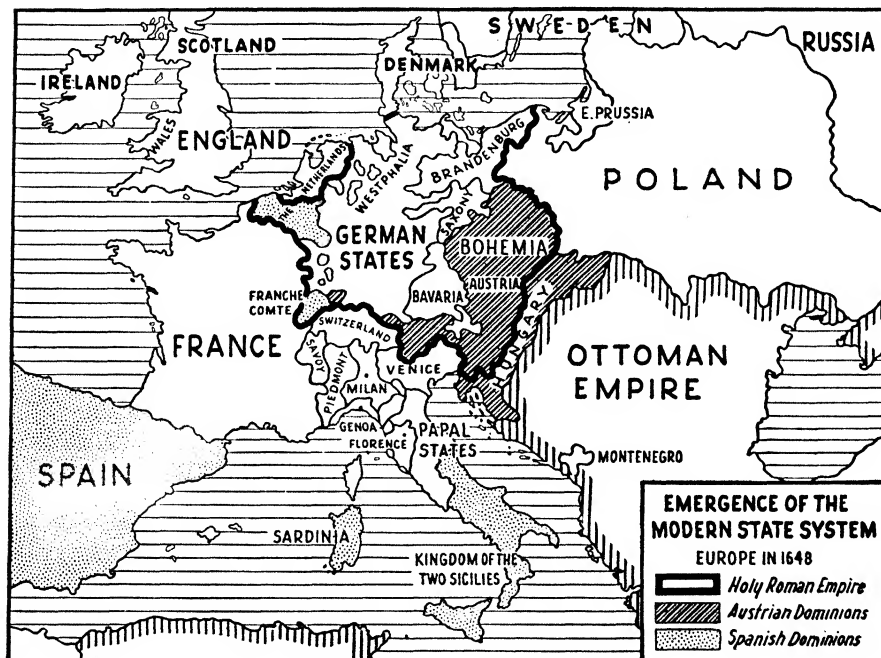 SWEDEN
RUSSIA
SCOTLAND
DENMARK
IRELAND
E. PRUSSIA
WALES
ENGLAND
BRANDENBURG
THE NETHERLANDS
WESTPHALIA
POLAND
SAXONY
GERMAN
STATES
BOHEMIA
AUSTRIA
BAVARIA
FRANCHE
COMTE
HUNGARY
SWITZERLAND
FRANCE
SAVOY
PIEDMONT
VENICE
MILAN
OTTOMAN
EMPIRE
GENOA
FLORENCE
PAPAL
STATES
MONTENEGRO
SPAIN
SARDINIA
KINGDOM OF THE
TWO SICILIES
EMERGENCE OF THE
MODERN STATE SYSTEM
EUROPE IN 1648
Holy Roman Empire
Austrian Dominions
Spanish Dominions